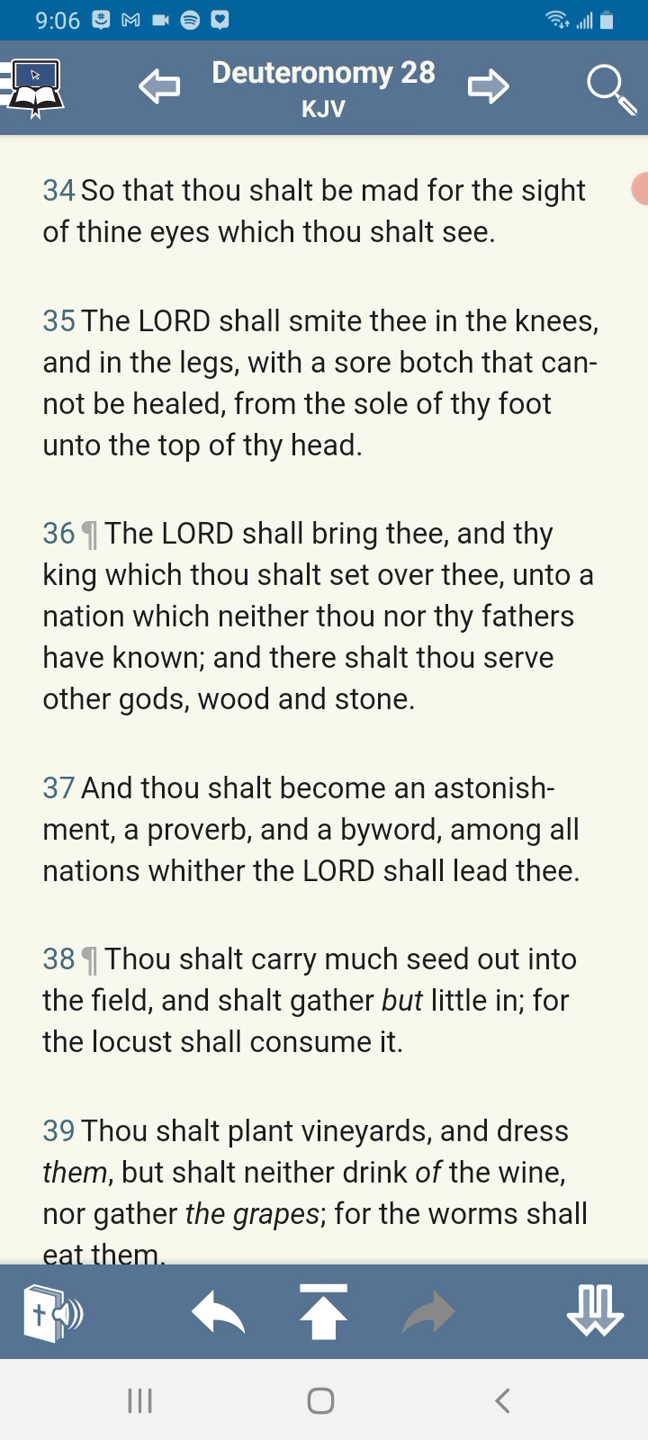 9:06
Deuteronomy 28
KJV
34 So that thou shalt be mad for the sight
of thine eyes which thou shalt see.
35 The LORD shall smite thee in the knees,
and in the legs, with a sore botch that can-
not be healed, from the sole of thy foot
unto the top of thy head.
36 ¶ The LORD shall bring thee, and thy
king which thou shalt set over thee, unto a
nation which neither thou nor thy fathers
have known; and there shalt thou serve
other gods, wood and stone.
37 And thou shalt become an astonish-
ment, a proverb, and a byword, among all
nations whither the LORD shall lead thee.
38 ¶ Thou shalt carry much seed out into
the field, and shalt gather but little in; for
the locust shall consume it.
39 Thou shalt plant vineyards, and dress
them, but shalt neither drink of the wine,
nor gather the grapes; for the worms shall
eat them.